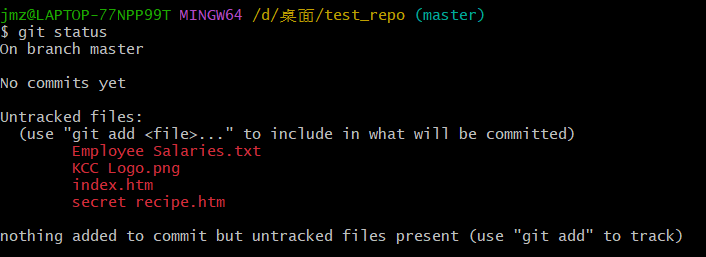 jmz@LAPTOP-77NPP99T MINGW64 /d/桌面/test_repo (master)
$ git status
On branch master
No commits yet
Untracked files:
(use "git add <file>..." to include in what will be committed)
Employee Salaries.txt
KCC Logo.png
index.htm
secret recipe.htm
nothing added to commit but untracked files present (use "git add" to track)